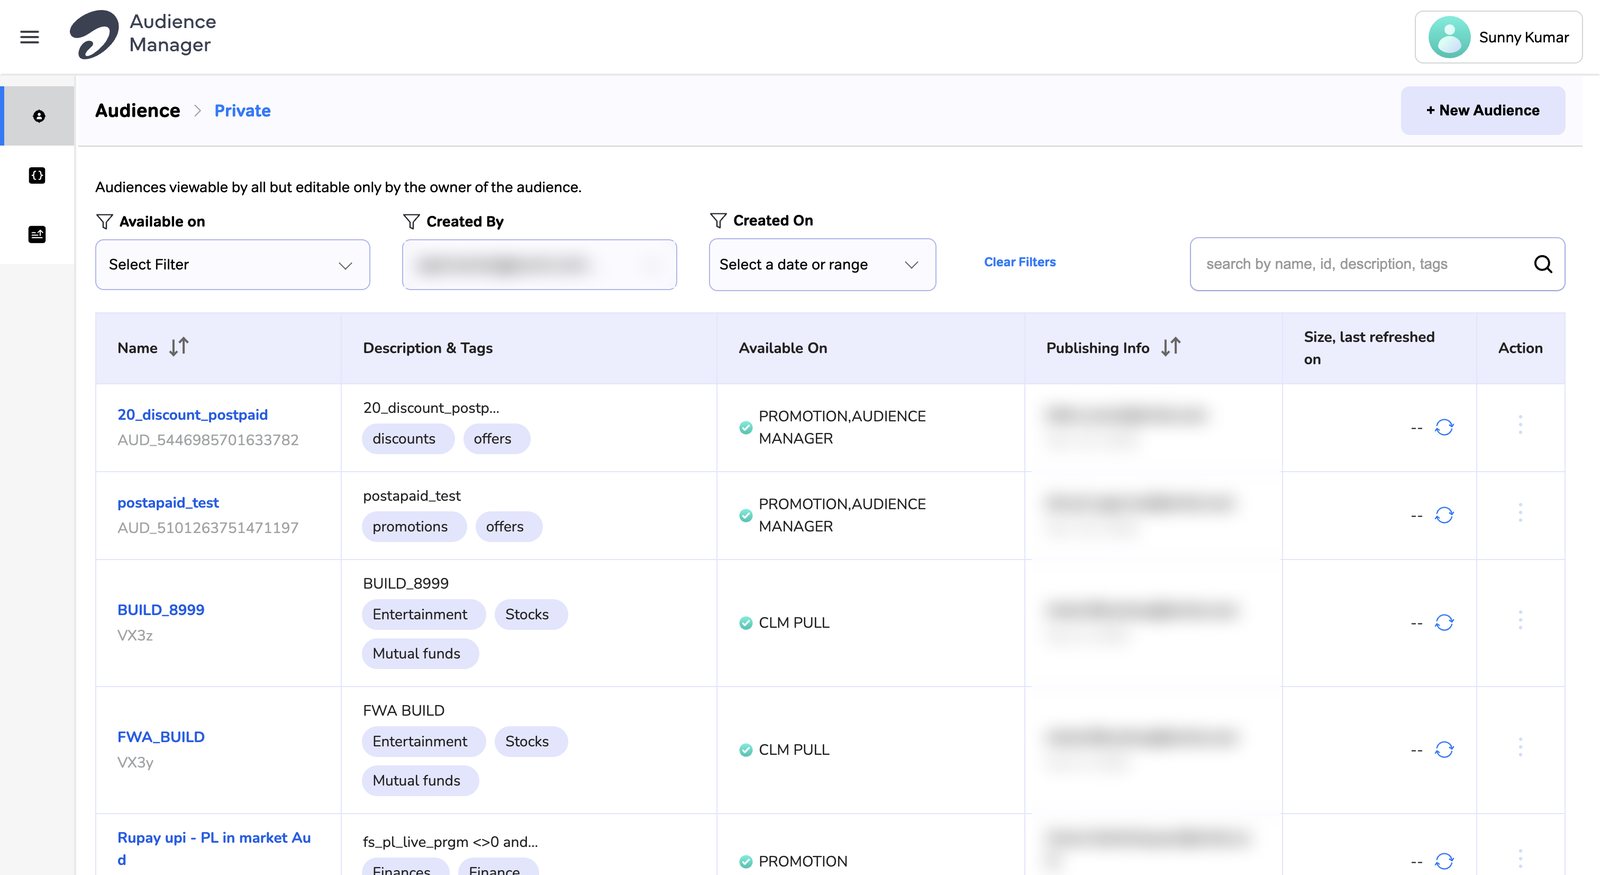 Audience
Manager
Sunny Kumar
Audience > Private
+ New Audience
Audiences viewable by all but editable only by the owner of the audience.
Available on
Created By
Created On
Select Filter
Select a date or range
Clear Filters
search by name, id, description, tags
Name
Description & Tags
Available On
Publishing Info
Size, last refreshed
on
Action
20_discount_postpaid
AUD_5446985701633782
20_discount_postp...
discounts
offers
PROMOTION,AUDIENCE
MANAGER
--
postapaid_test
AUD_5101263751471197
postapaid_test
promotions
offers
PROMOTION,AUDIENCE
MANAGER
--
BUILD_8999
VX3z
BUILD_8999
Entertainment
Stocks
Mutual funds
CLM PULL
--
FWA_BUILD
VX3y
FWA BUILD
Entertainment
Stocks
Mutual funds
CLM PULL
--
Rupay upi - PL in market Au
d
fs_pl_live_prgm <>0 and...
Finances
Finance
PROMOTION
--